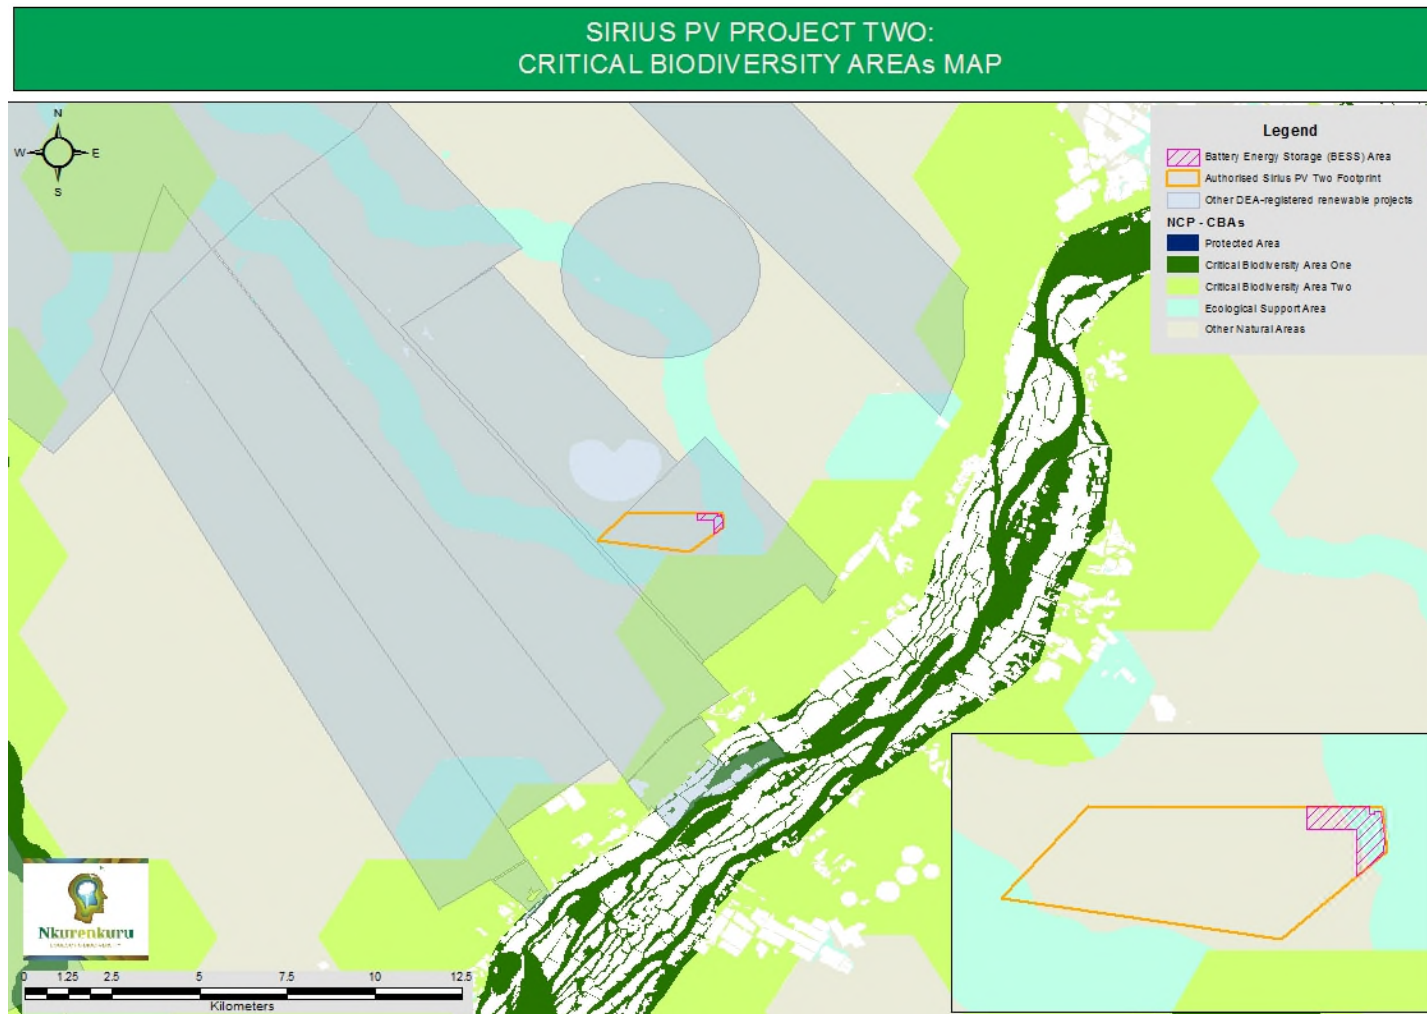 SIRIUS PV PROJECT TWO:
CRITICAL BIODIVERSITY AREAs MAP
N
W
E
S
Legend
Battery Energy Storage (BESS) Area
Authorised Sirius PV Two Footprint
Other DEA-registered renewable projects
NCP - CBAs
Protected Area
Critical Biodiversity Area One
Critical Biodiversity Area Two
Ecological Support Area
Other Natural Areas
Nkurenkuru
0 1.25 2.5 5 7.5 10 12.5
Kilometers